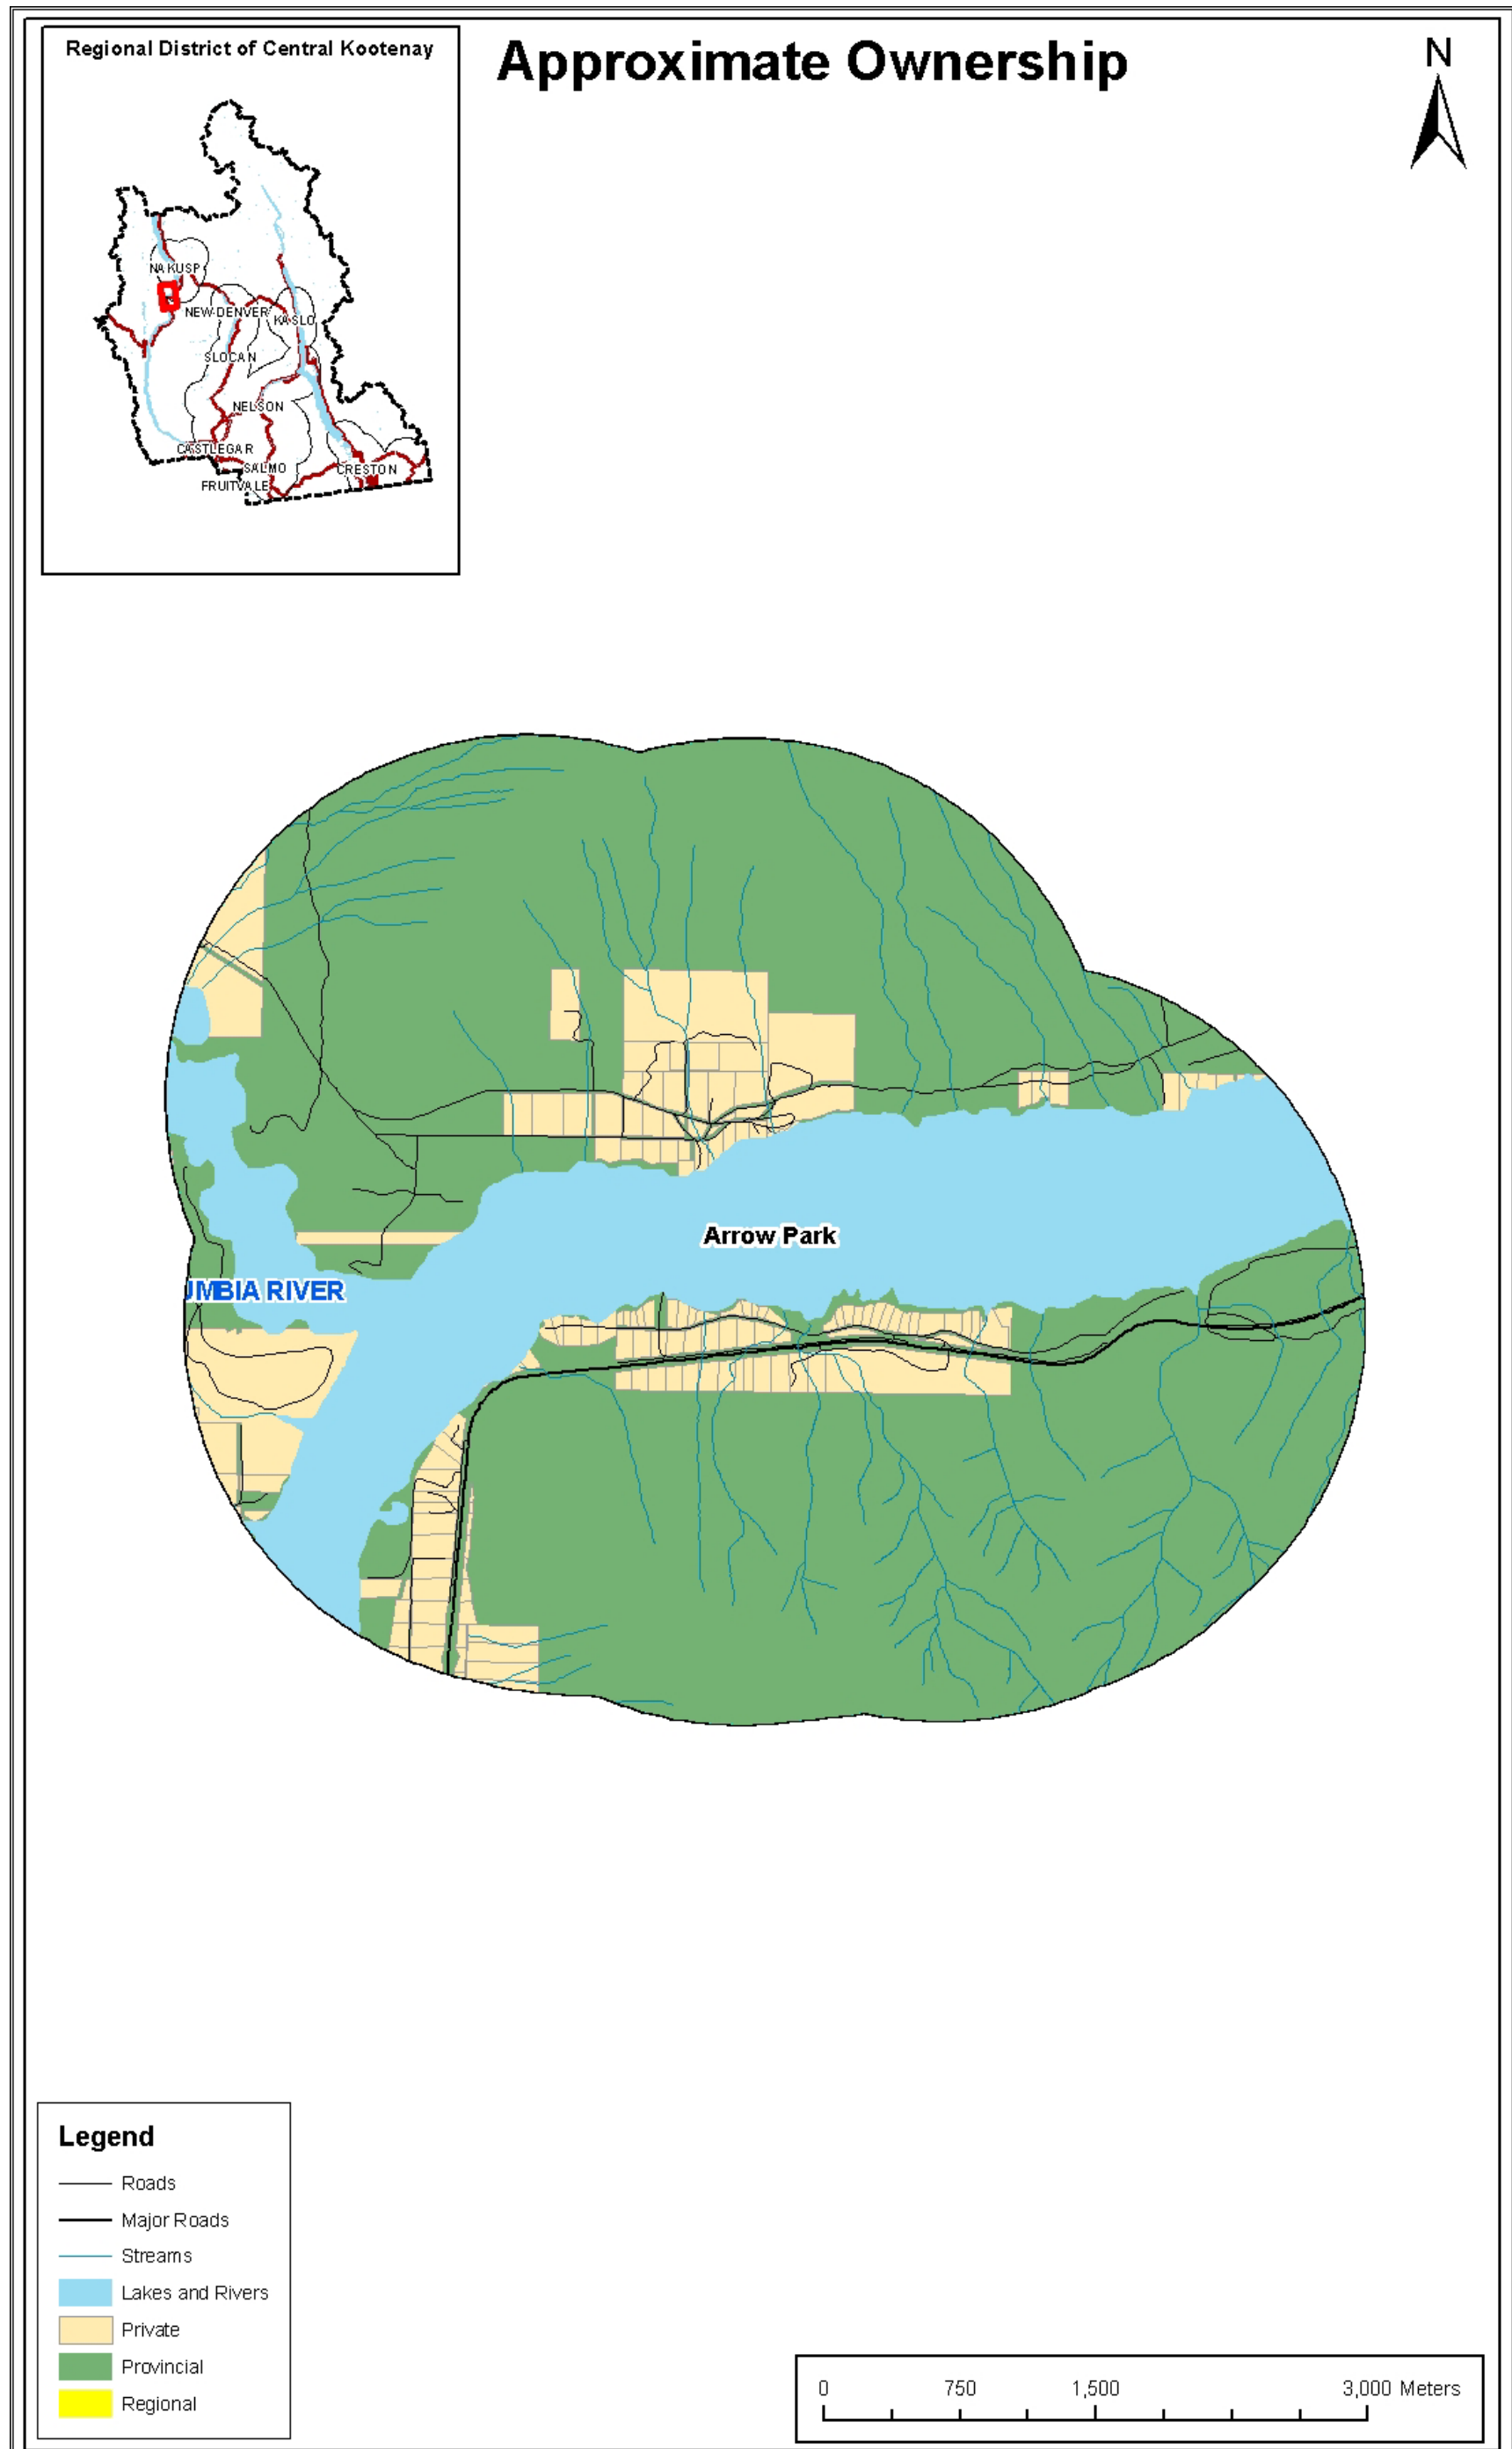 Regional District of Central Kootenay
Approximate Ownership
N
NAKUSP
NEW DENVER
KASLO
SLOCAN
NELSON
CASTLEGAR
SALMO
CRESTON
FRUITVALE
Arrow Park
UMBIA RIVER
Legend
Roads
Major Roads
Streams
Lakes and Rivers
Private
Provincial
Regional
0 750 1,500 3,000 Meters